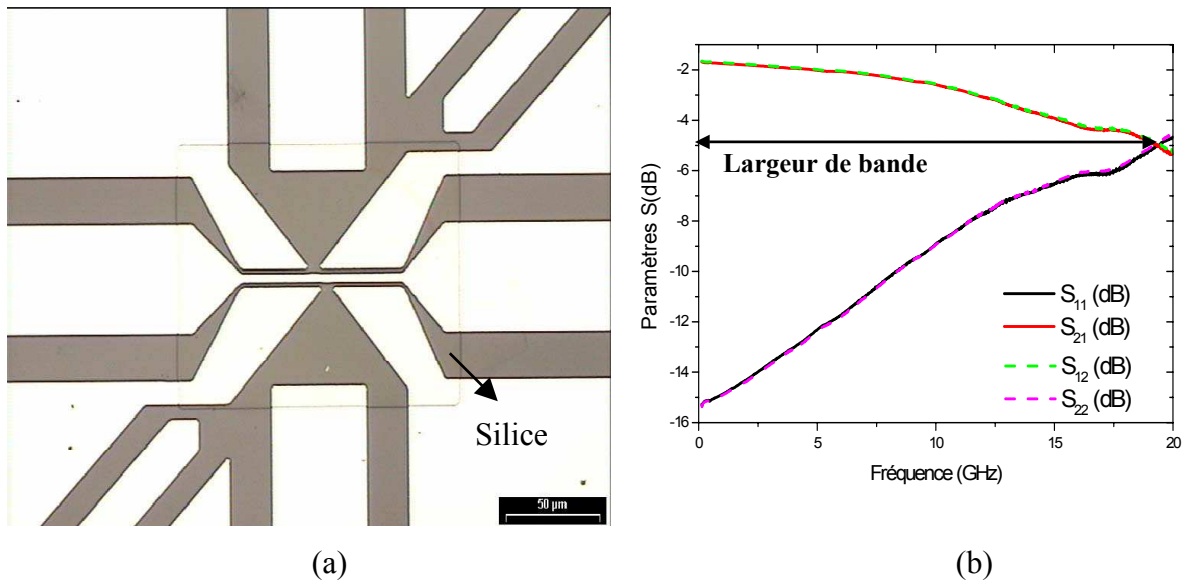 Silice
50 µm
(a)
Paramètres S(dB)
-2
-4
-6
-8
-10
-12
-14
-16
Largeur de bande
S11 (dB)
S21 (dB)
S12 (dB)
S22 (dB)
0
5
10
15
20
Fréquence (GHz)
(b)